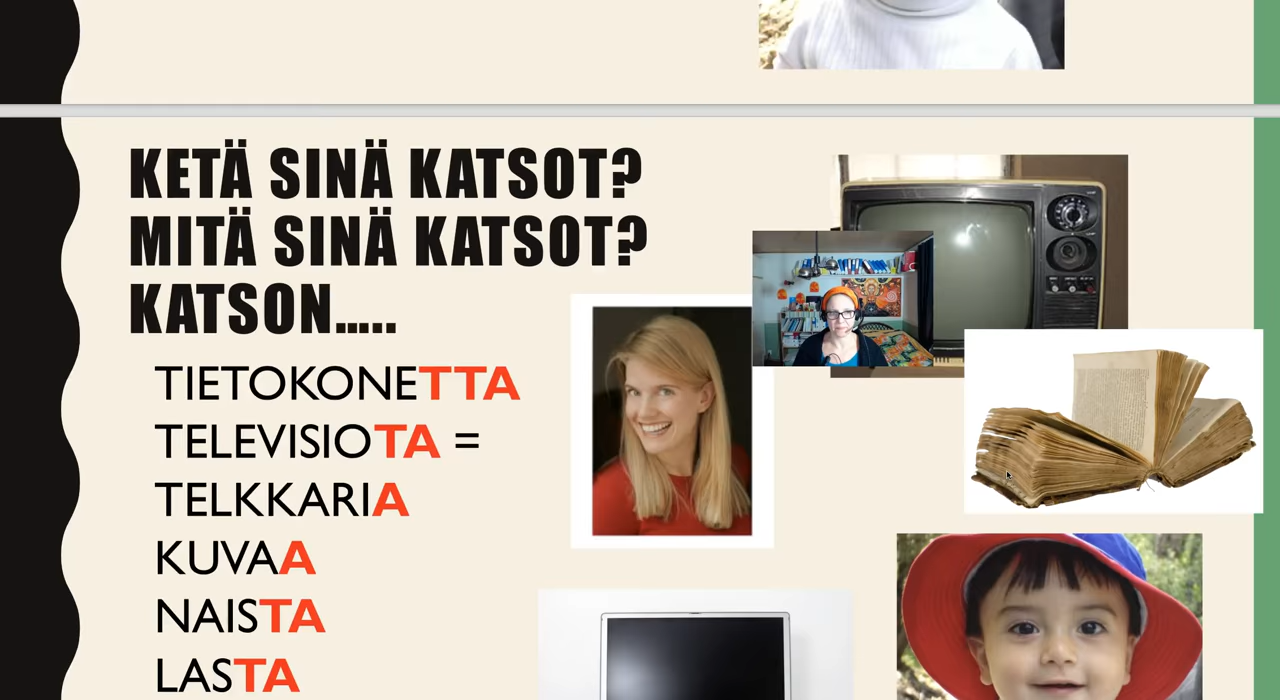 KETÄ SINÄ KATSOT?
MITÄ SINÄ KATSOT?
KATSON.....
TIETOKONETTA
TELEVISIOTA =
TELKKARIA
KUVAA
NAISTA
LASTA